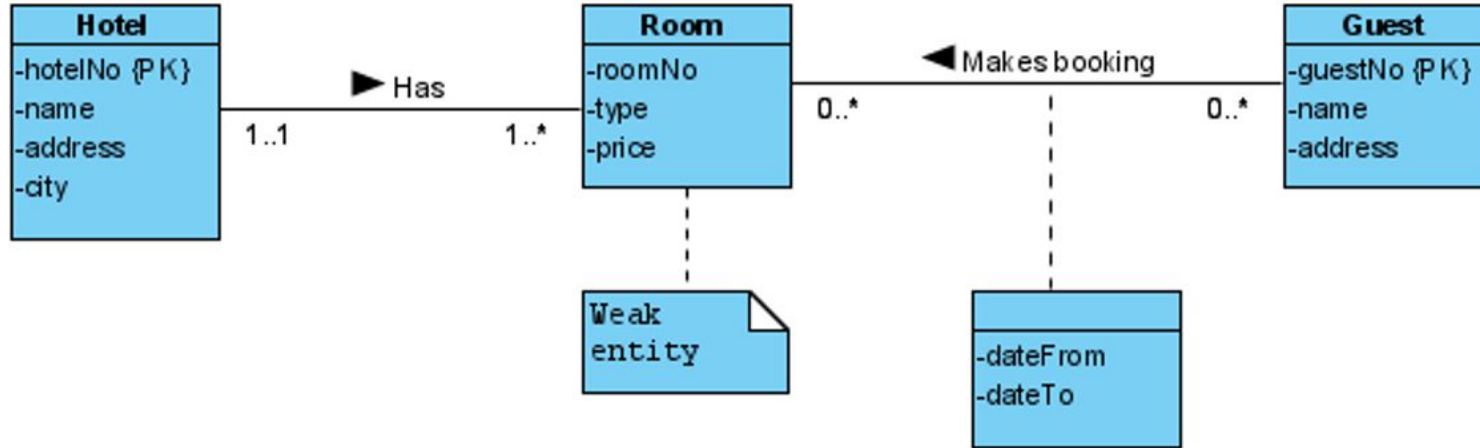 Hotel
-hotelNo {PK}
-name
-address
-city
Has
1..1
1..*
Room
-roomNo
-type
-price
Makes booking
0..*
0..*
Guest
-guestNo {PK}
-name
-address
Weak
entity
-dateFrom
-dateTo